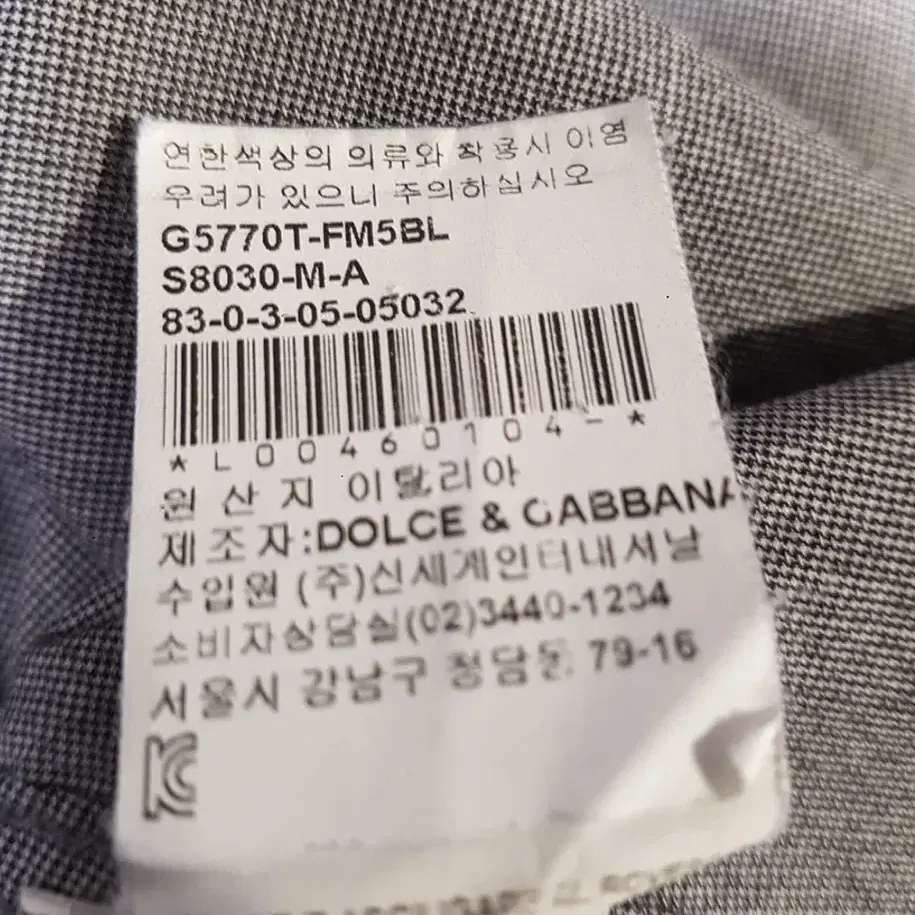 연한색상의 의류와 착용시 이염
우려가 있으니 주의하십시오
G5770T-FM5BL
S8030-M-A
83-0-3-05-05032
*L00460104-*
원 산 지 이탈리아
제 조 자:DOLCE & GABBANA
수입원 (주)신세계인터내셔날
소비자상담실(02)3440-1234
서울시 강남구 청담동 79-16
KC